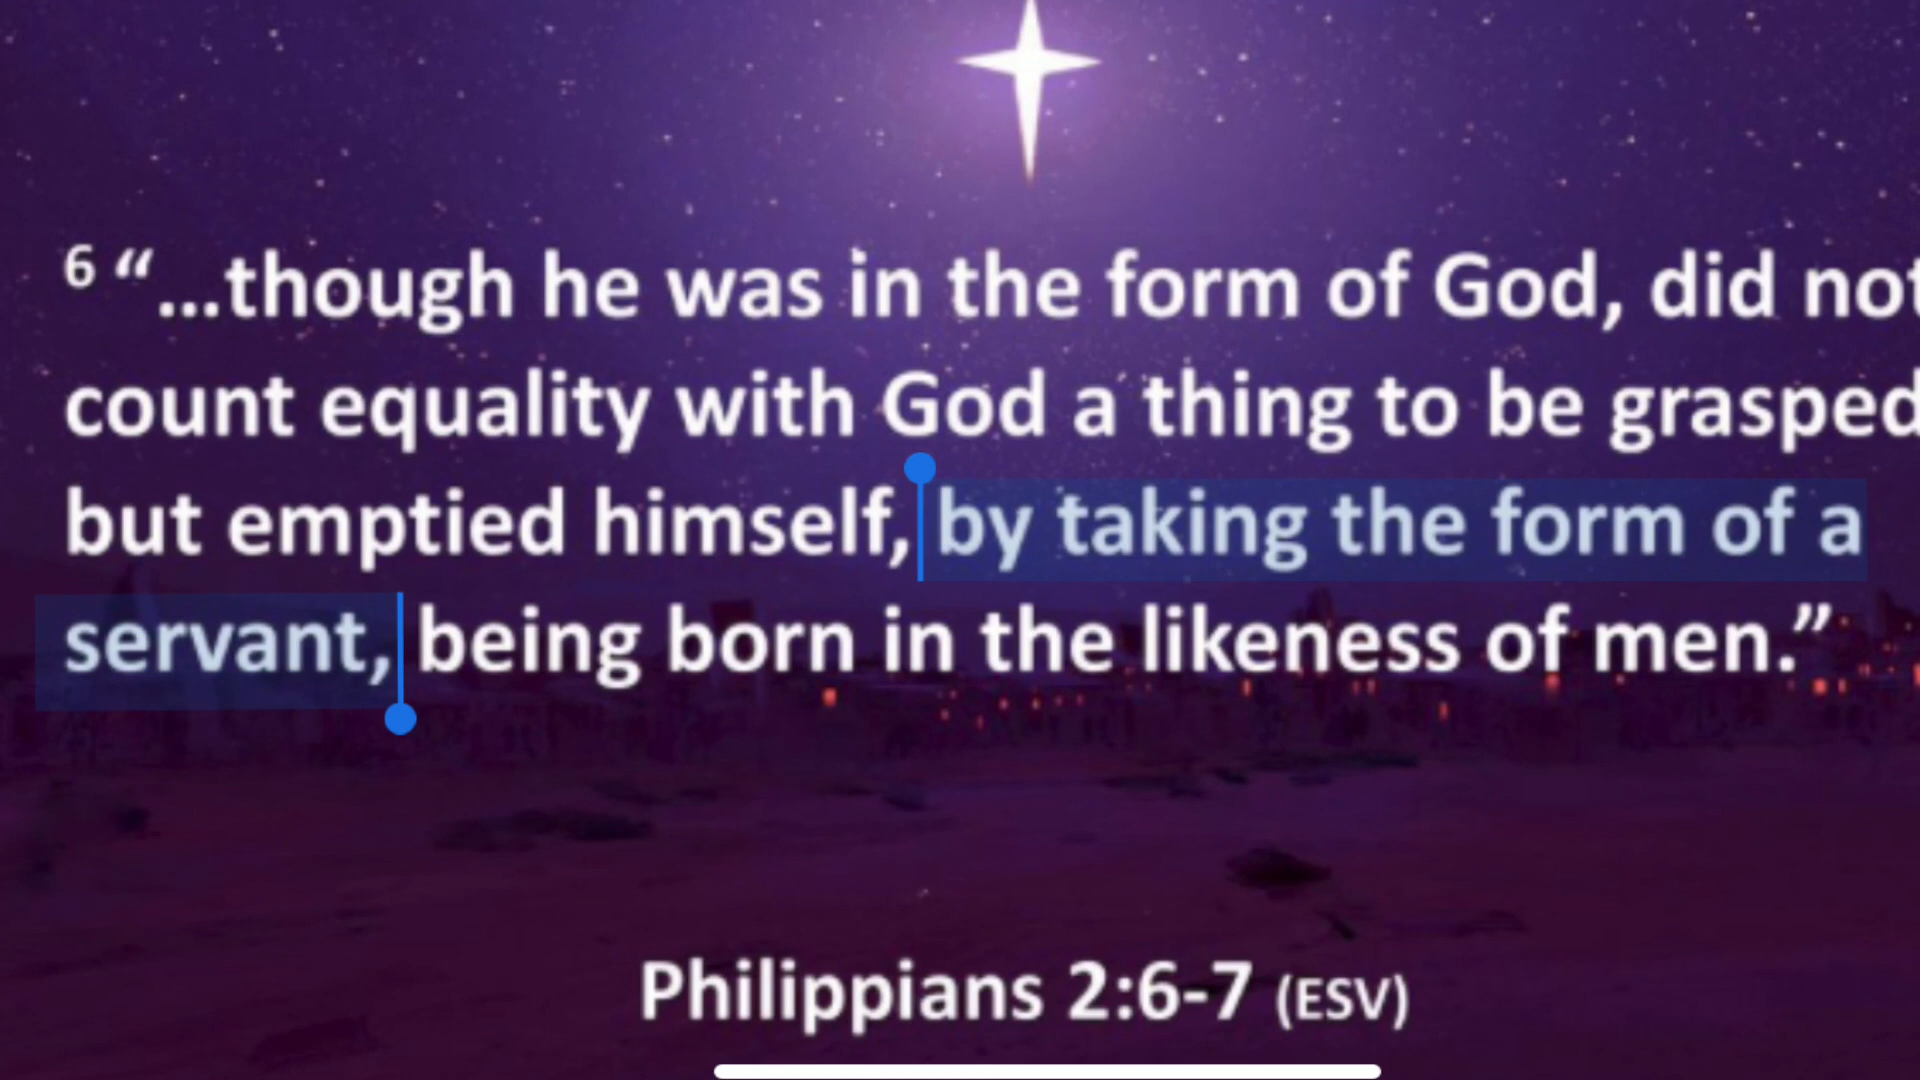 6 “...though he was in the form of God, did not
count equality with God a thing to be grasped
but emptied himself, by taking the form of a
servant, being born in the likeness of men.”
Philippians 2:6-7 (ESV)